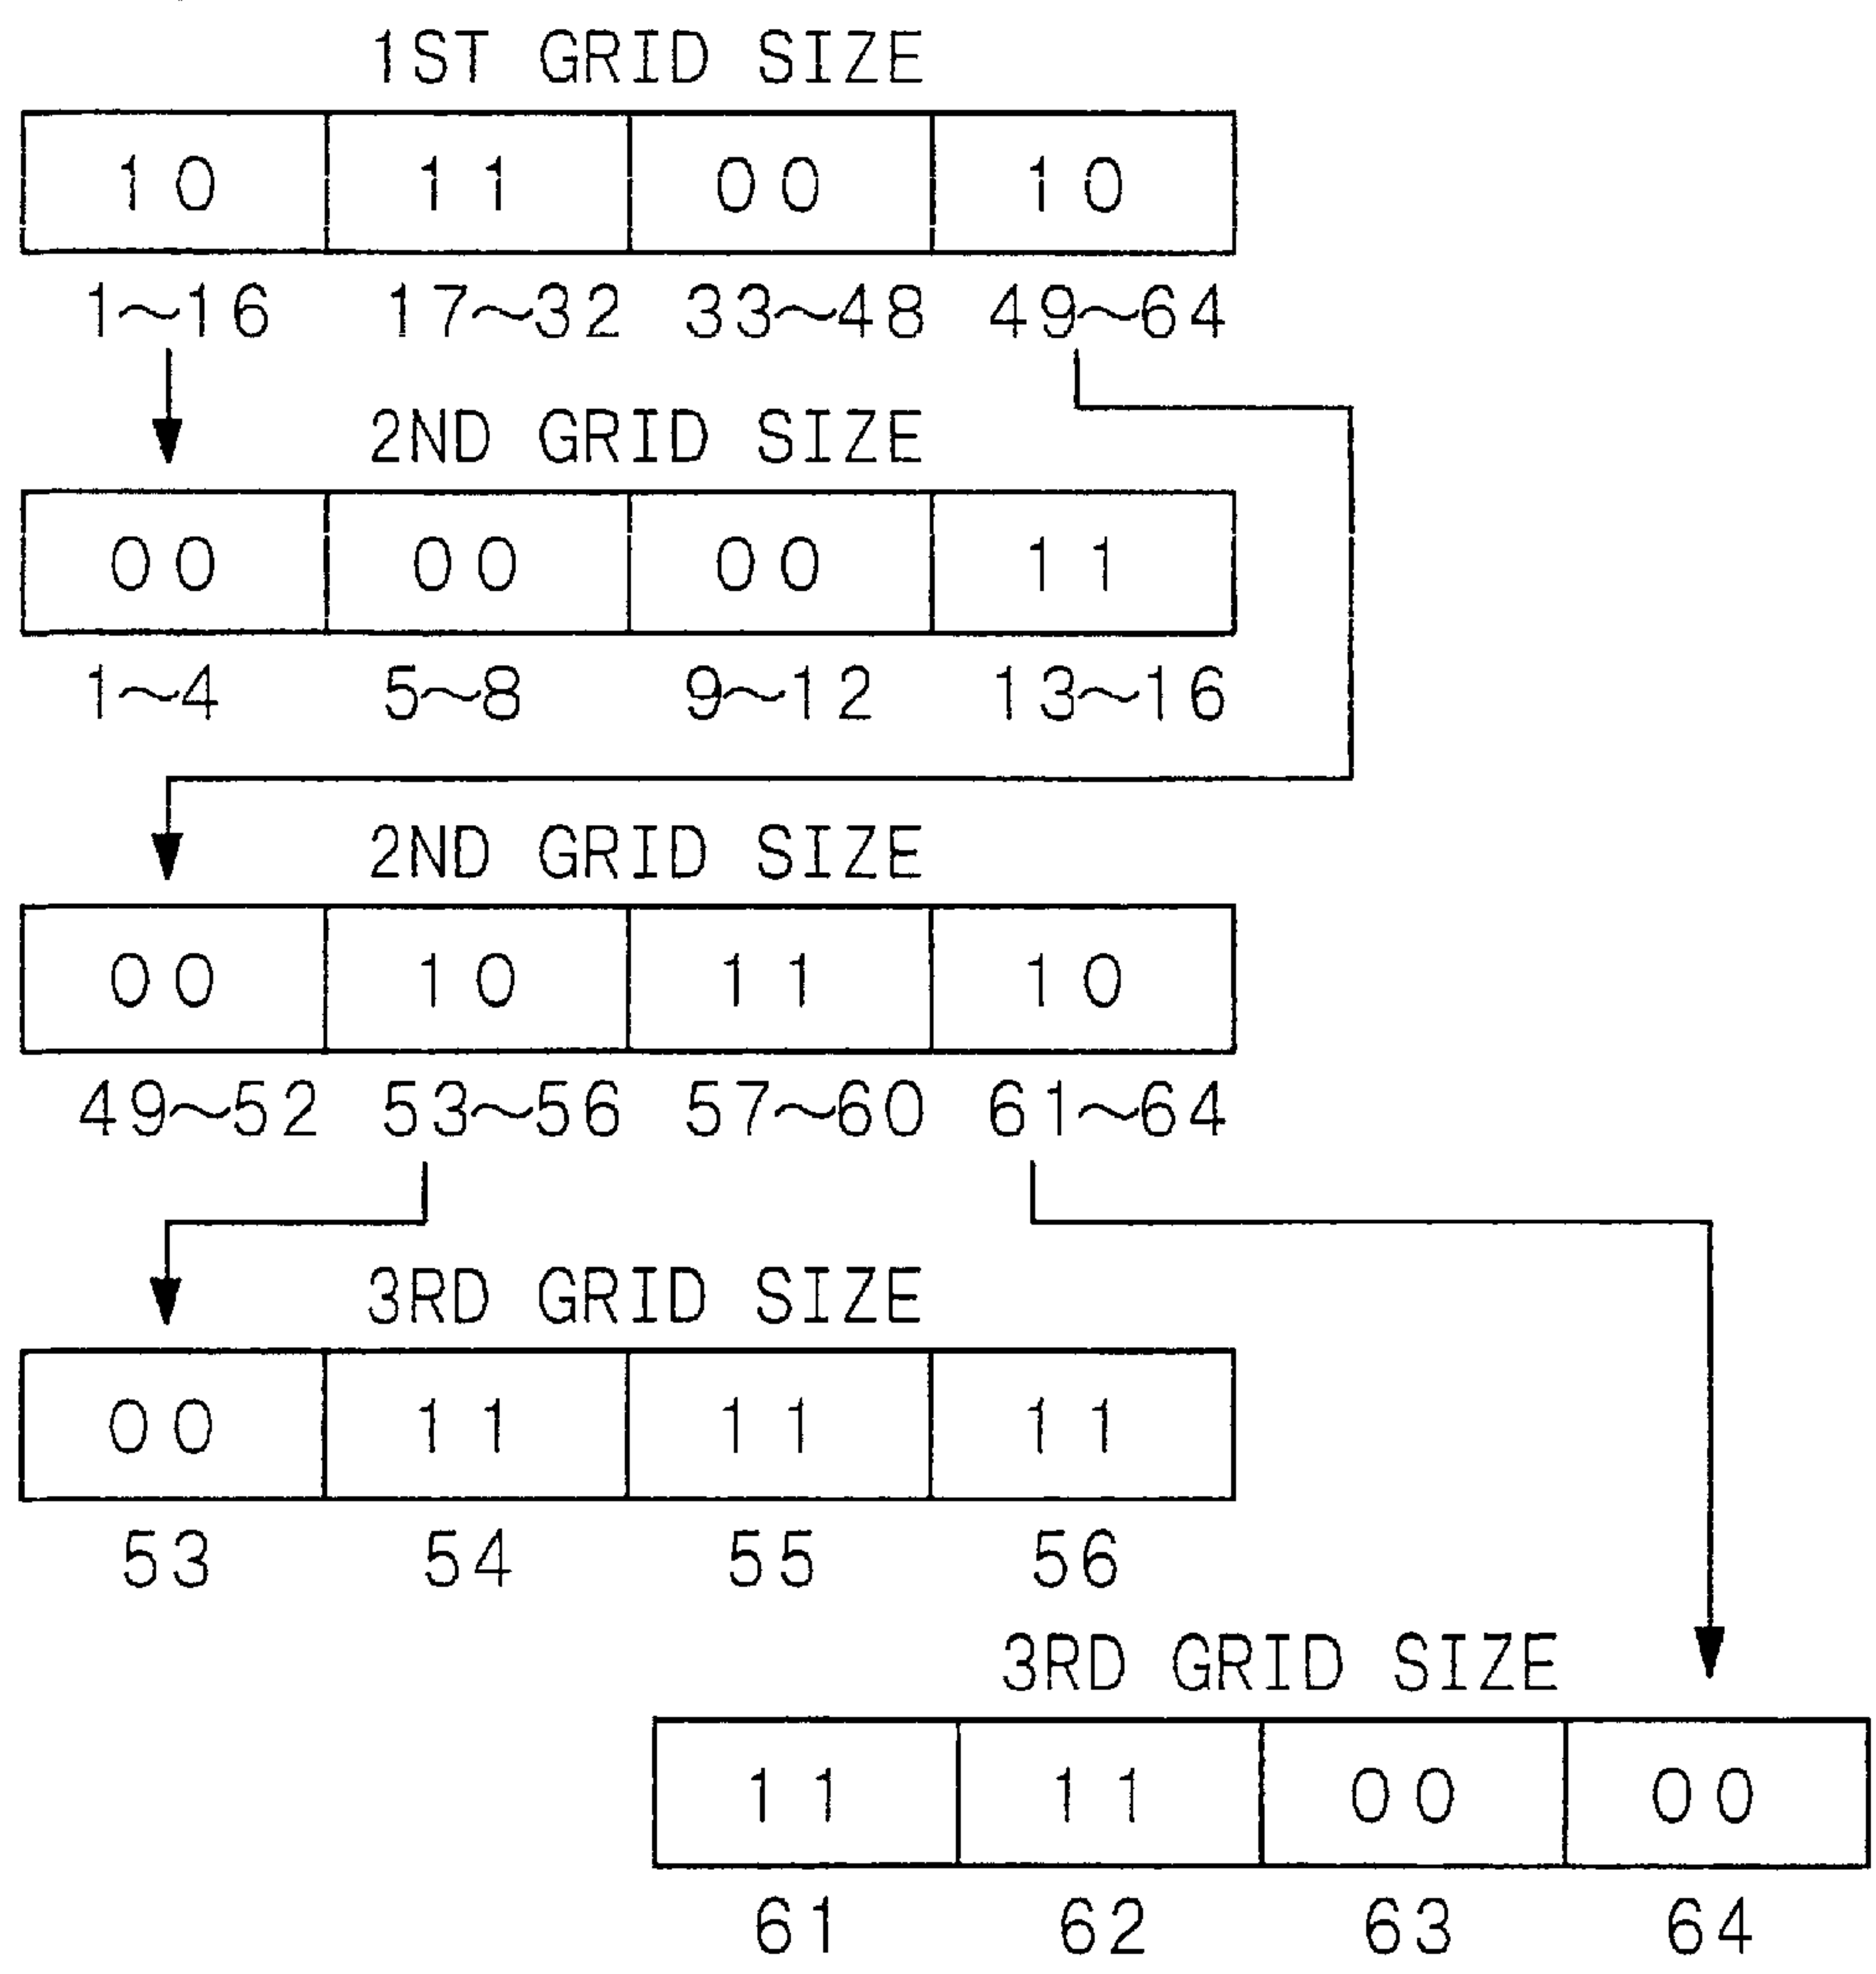 1ST GRID SIZE
10 11 00 10
1~16 17~32 33~48 49~64
2ND GRID SIZE
00 00 00 11
1~4 5~8 9~12 13~16
2ND GRID SIZE
00 10 11 10
49~52 53~56 57~60 61~64
3RD GRID SIZE
00 11 11 11
53 54 55 56
3RD GRID SIZE
11 11 00 00
61 62 63 64